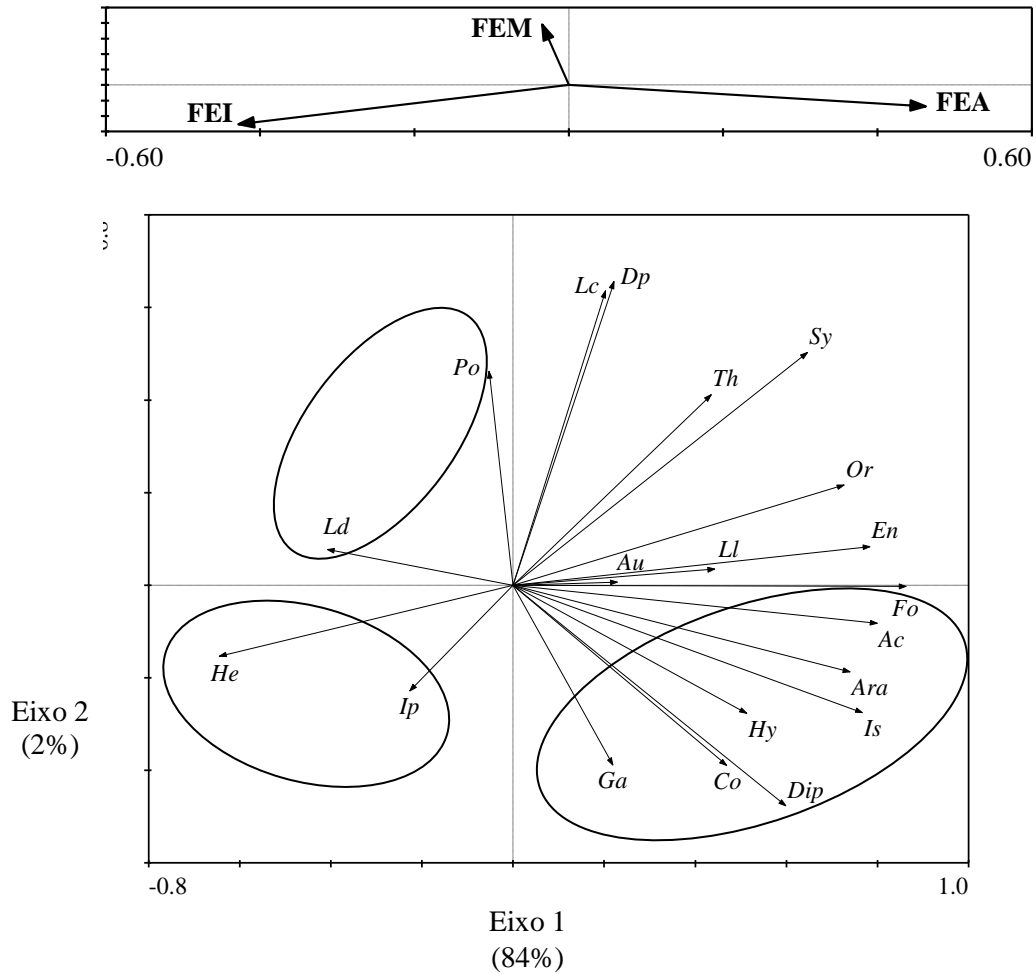 FEM
FEI
FEA
-0.60 0.60
Lc Dp
Sy
Po
Th
Or
Ld
En
Au Ll
Fo
Ac
He
Ara
Ip
Hy Is
Ga Co Dip
Eixo 2
(2%)
-0.8 1.0
Eixo 1
(84%)